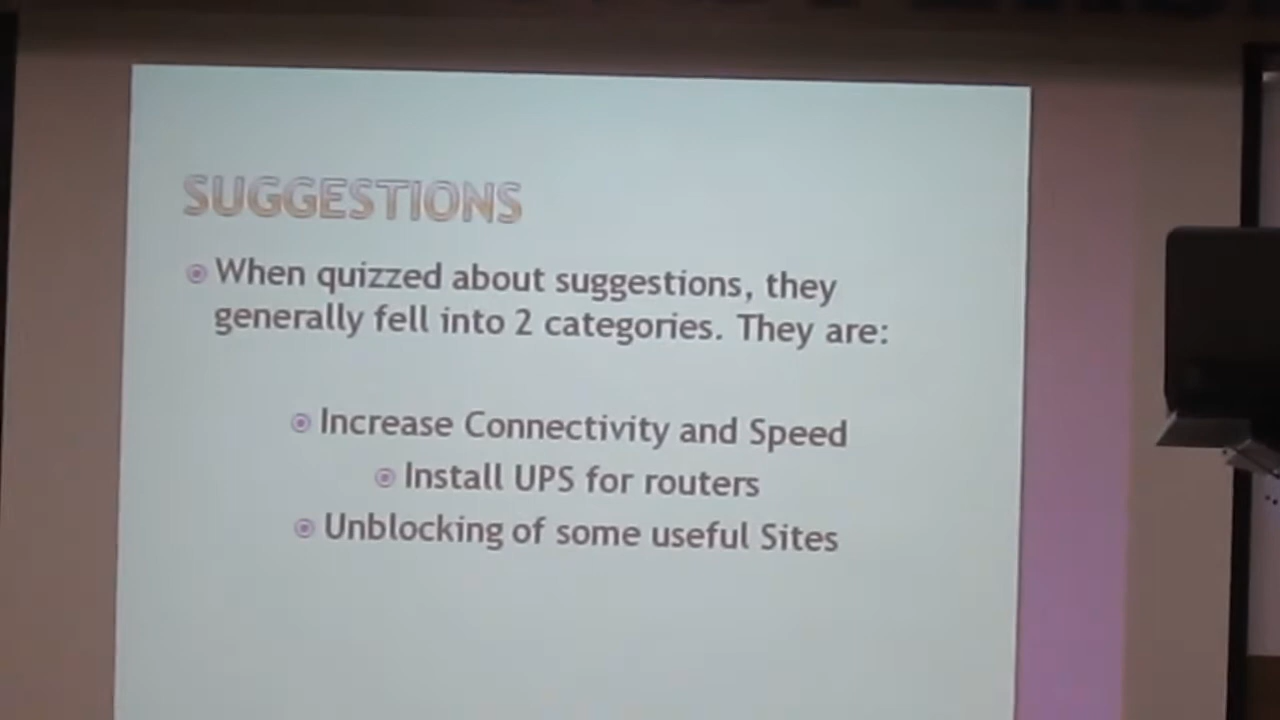 SUGGESTIONS
When quizzed about suggestions, they
generally fell into 2 categories. They are:
Increase Connectivity and Speed
Install UPS for routers
Unblocking of some useful Sites